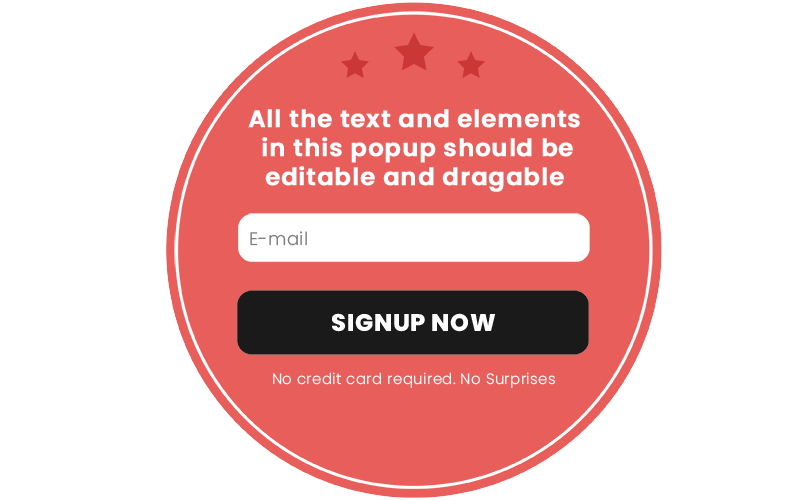 All the text and elements
in this popup should be
editable and dragable
E-mail
SIGNUP NOW
No credit card required. No Surprises